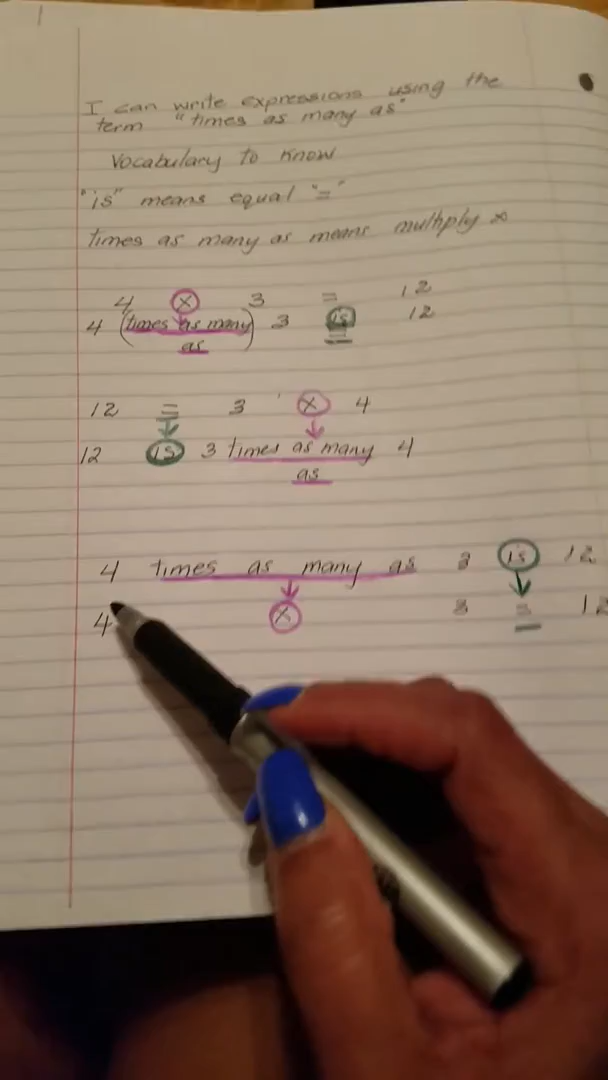 I can write expressions using the
term "times as many as"
Vocabulary to know
"is" means equal "="
times as many as means multiply x
4 x 3 = 12
4 (times as many) 3 is 12
as
12 = 3 x 4
12 is 3 times as many 4
as
4 times as many as 3 is 12
4 x 3 = 12